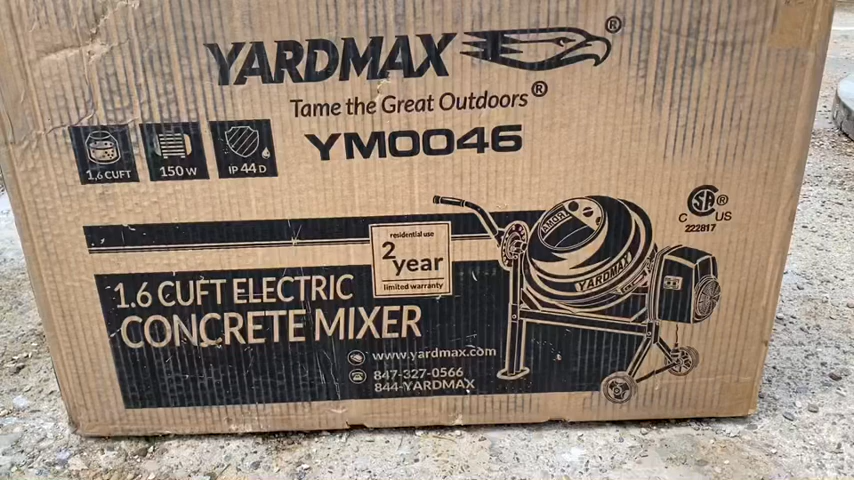 YARDMAX®
Tame the Great Outdoors®
YM0046
1,6 CUFT
150 W
IP 44 D
residential use
2 year
limited warranty
1.6 CUFT ELECTRIC
CONCRETE MIXER
www.yardmax.com
847-327-0566
844-YARDMAX
YARDMAX
C SA® US
222817